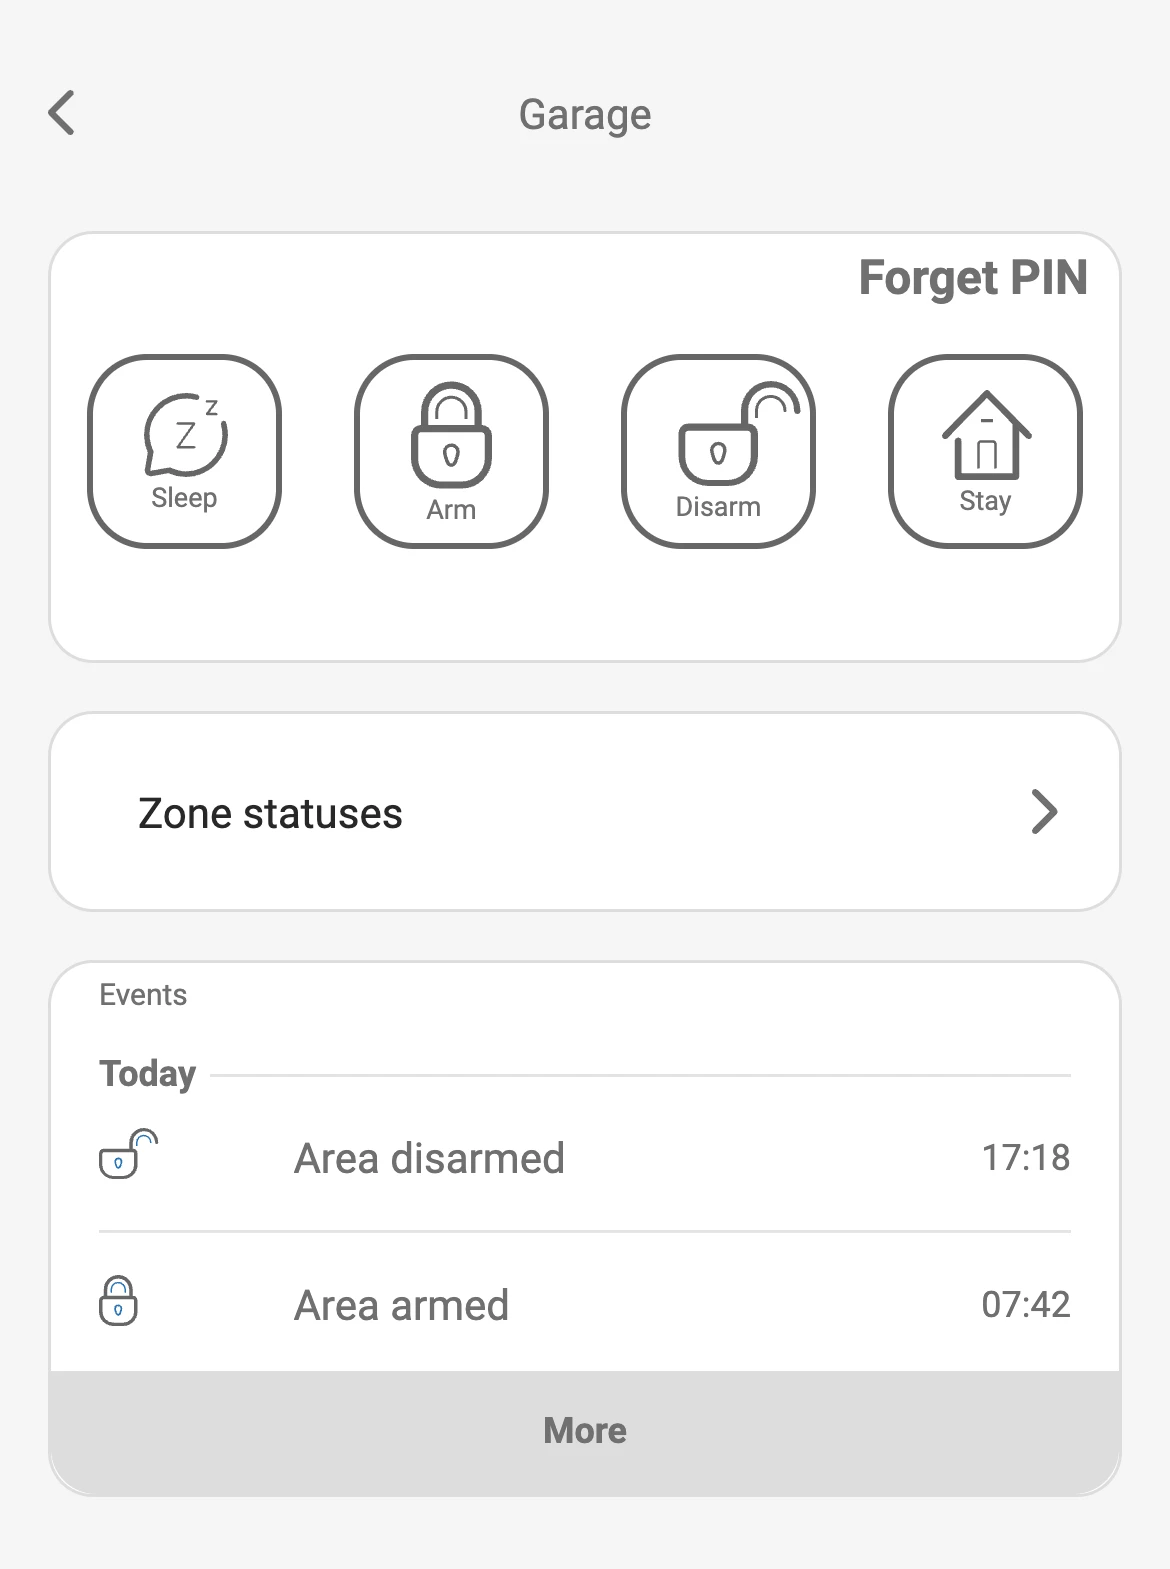 Garage
Forget PIN
Z z
Sleep
Arm
Disarm
Stay
Zone statuses
Events
Today
Area disarmed 17:18
Area armed 07:42
More